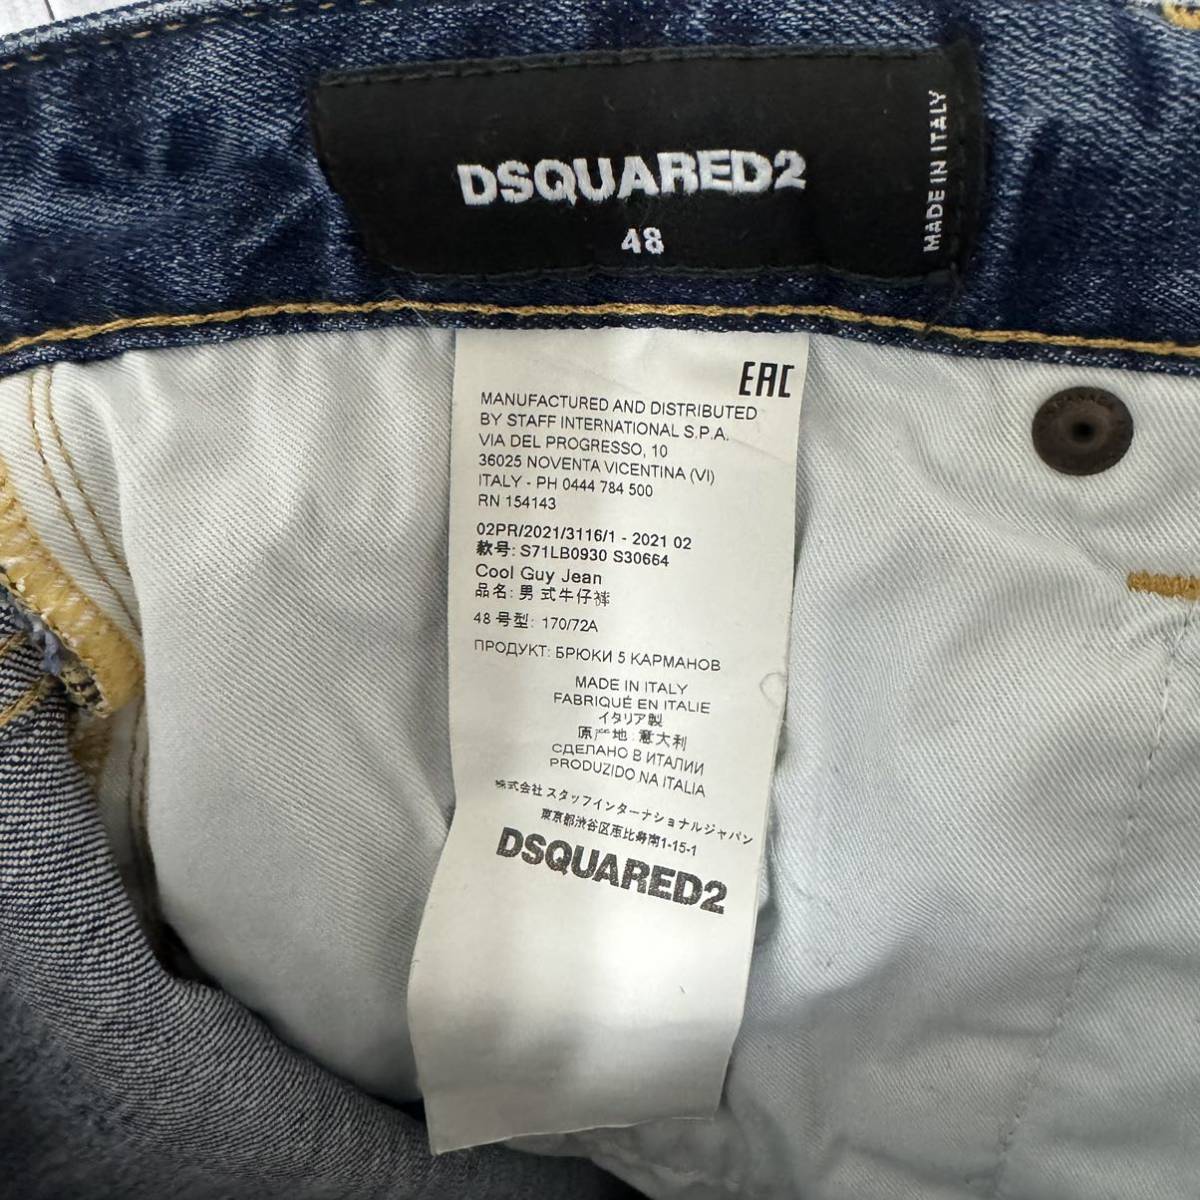 DSQUARED2
48
MADE IN ITALY
EAC
MANUFACTURED AND DISTRIBUTED
BY STAFF INTERNATIONAL S.P.A.
VIA DEL PROGRESSO, 10
36025 NOVENTA VICENTINA (VI)
ITALY - PH 0444 784 500
RN 154143
02PR/2021/3116/1 - 2021 02
款号: S71LB0930 S30664
Cool Guy Jean
品名: 男 式牛仔裤
48 号型: 170/72A
ПРОДУКТ: БРЮКИ 5 КАРМАНОВ
MADE IN ITALY
FABRIQUÉ EN ITALIE
イタリア製
原产地: 意大利
СДЕЛАНО В ИТАЛИИ
PRODUZIDO NA ITALIA
株式会社 スタッフインターナショナルジャパン
東京都渋谷区恵比寿南1-15-1
DSQUARED2